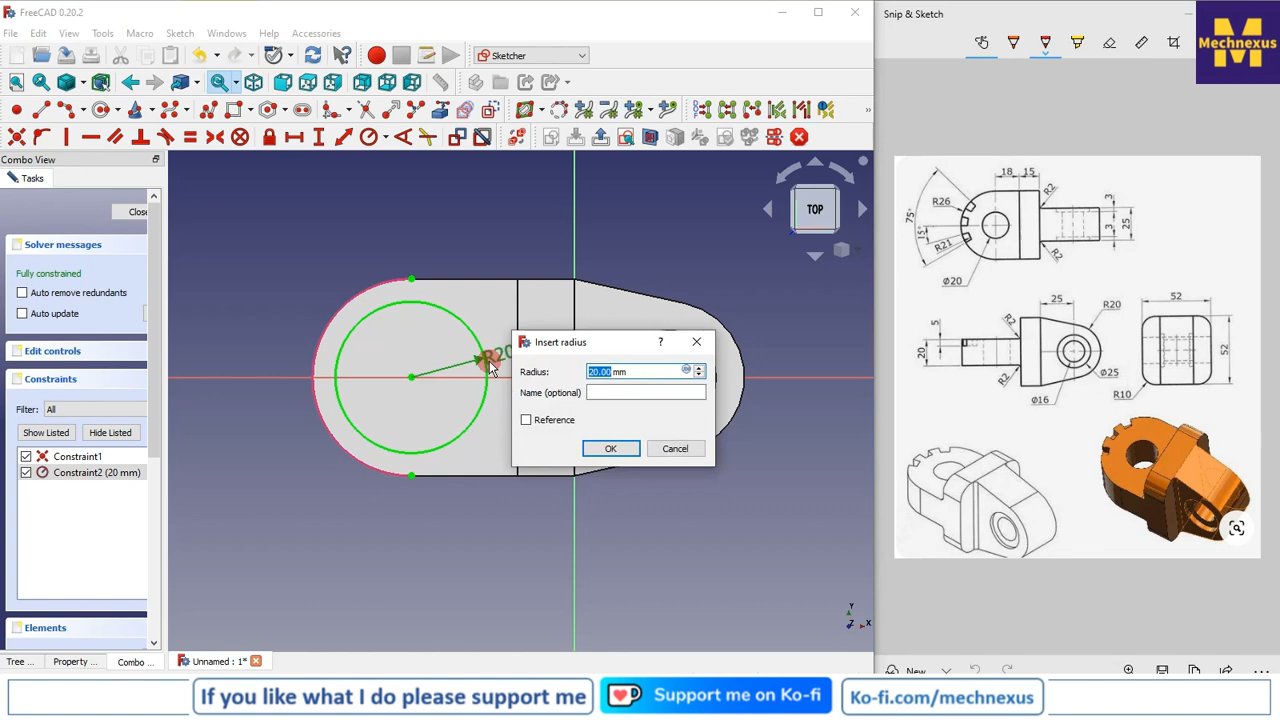 FreeCAD 0.20.2
File Edit View Tools Macro Sketch Windows Help Accessories
Sketcher
Combo View
Tasks
Close
Solver messages
Fully constrained
Auto remove redundants
Auto update
Edit controls
Constraints
Filter: All
Show Listed Hide Listed
Constraint1
Constraint2 (20 mm)
Elements
Tree ... Property ... Combo ...
Unnamed : 1*
TOP
R20
Insert radius ?
Radius: 20.00 mm
Name (optional)
Reference
OK Cancel
Y
Z X
Snip & Sketch
Mechnexus
18 15
R2
3
R26
75°
15°
25
3
R21
R2
Ø20
25
R20
52
5
R2
20
52
R2
Ø25
Ø16
R10
New
If you like what I do please support me
Support me on Ko-fi
Ko-fi.com/mechnexus